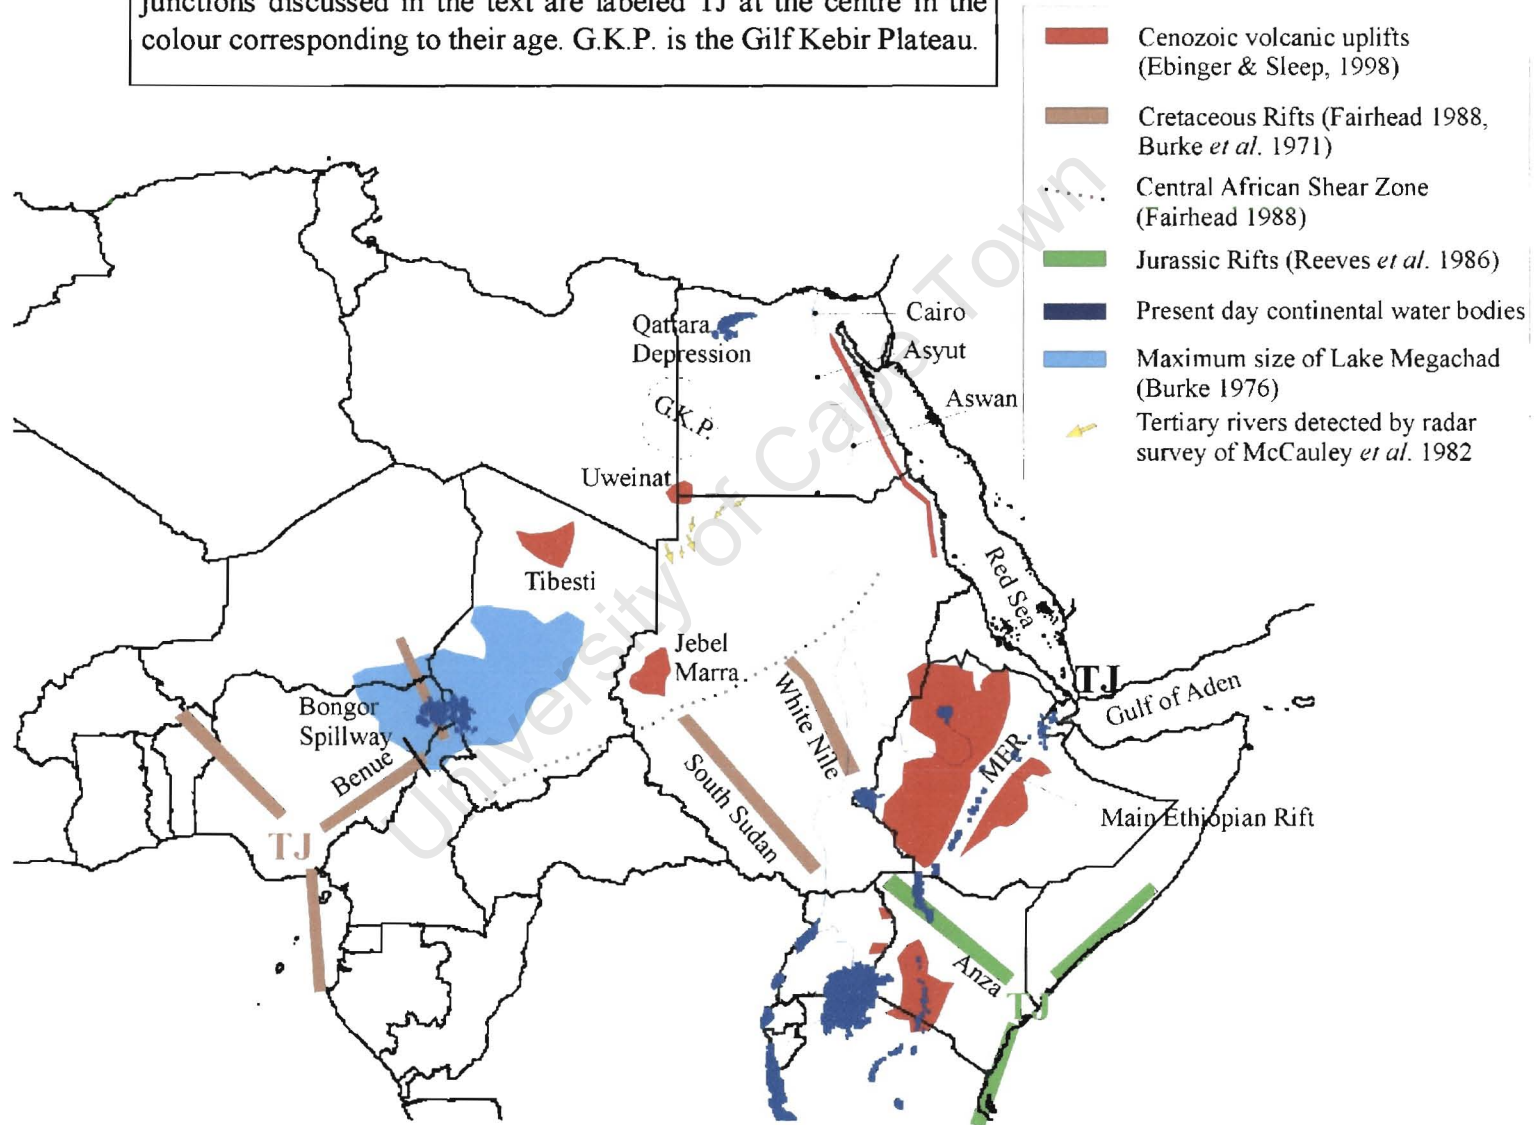 junctions discussed in the text are labeled TJ at the centre in the
colour corresponding to their age. G.K.P. is the Gilf Kebir Plateau.
Cenozoic volcanic uplifts
(Ebinger & Sleep, 1998)
Cretaceous Rifts (Fairhead 1988,
Burke et al. 1971)
Central African Shear Zone
(Fairhead 1988)
Jurassic Rifts (Reeves et al. 1986)
Present day continental water bodies
Maximum size of Lake Megachad
(Burke 1976)
Tertiary rivers detected by radar
survey of McCauley et al. 1982
Qattara
Depression
Cairo
Asyut
Aswan
G.K.P.
Uweinat
Tibesti
Red Sea
Jebel
Marra
TJ
Gulf of Aden
Bongor
Spillway
Benue
White Nile
South Sudan
MER
Main Ethiopian Rift
TJ
Anza
TJ
University of Cape Town